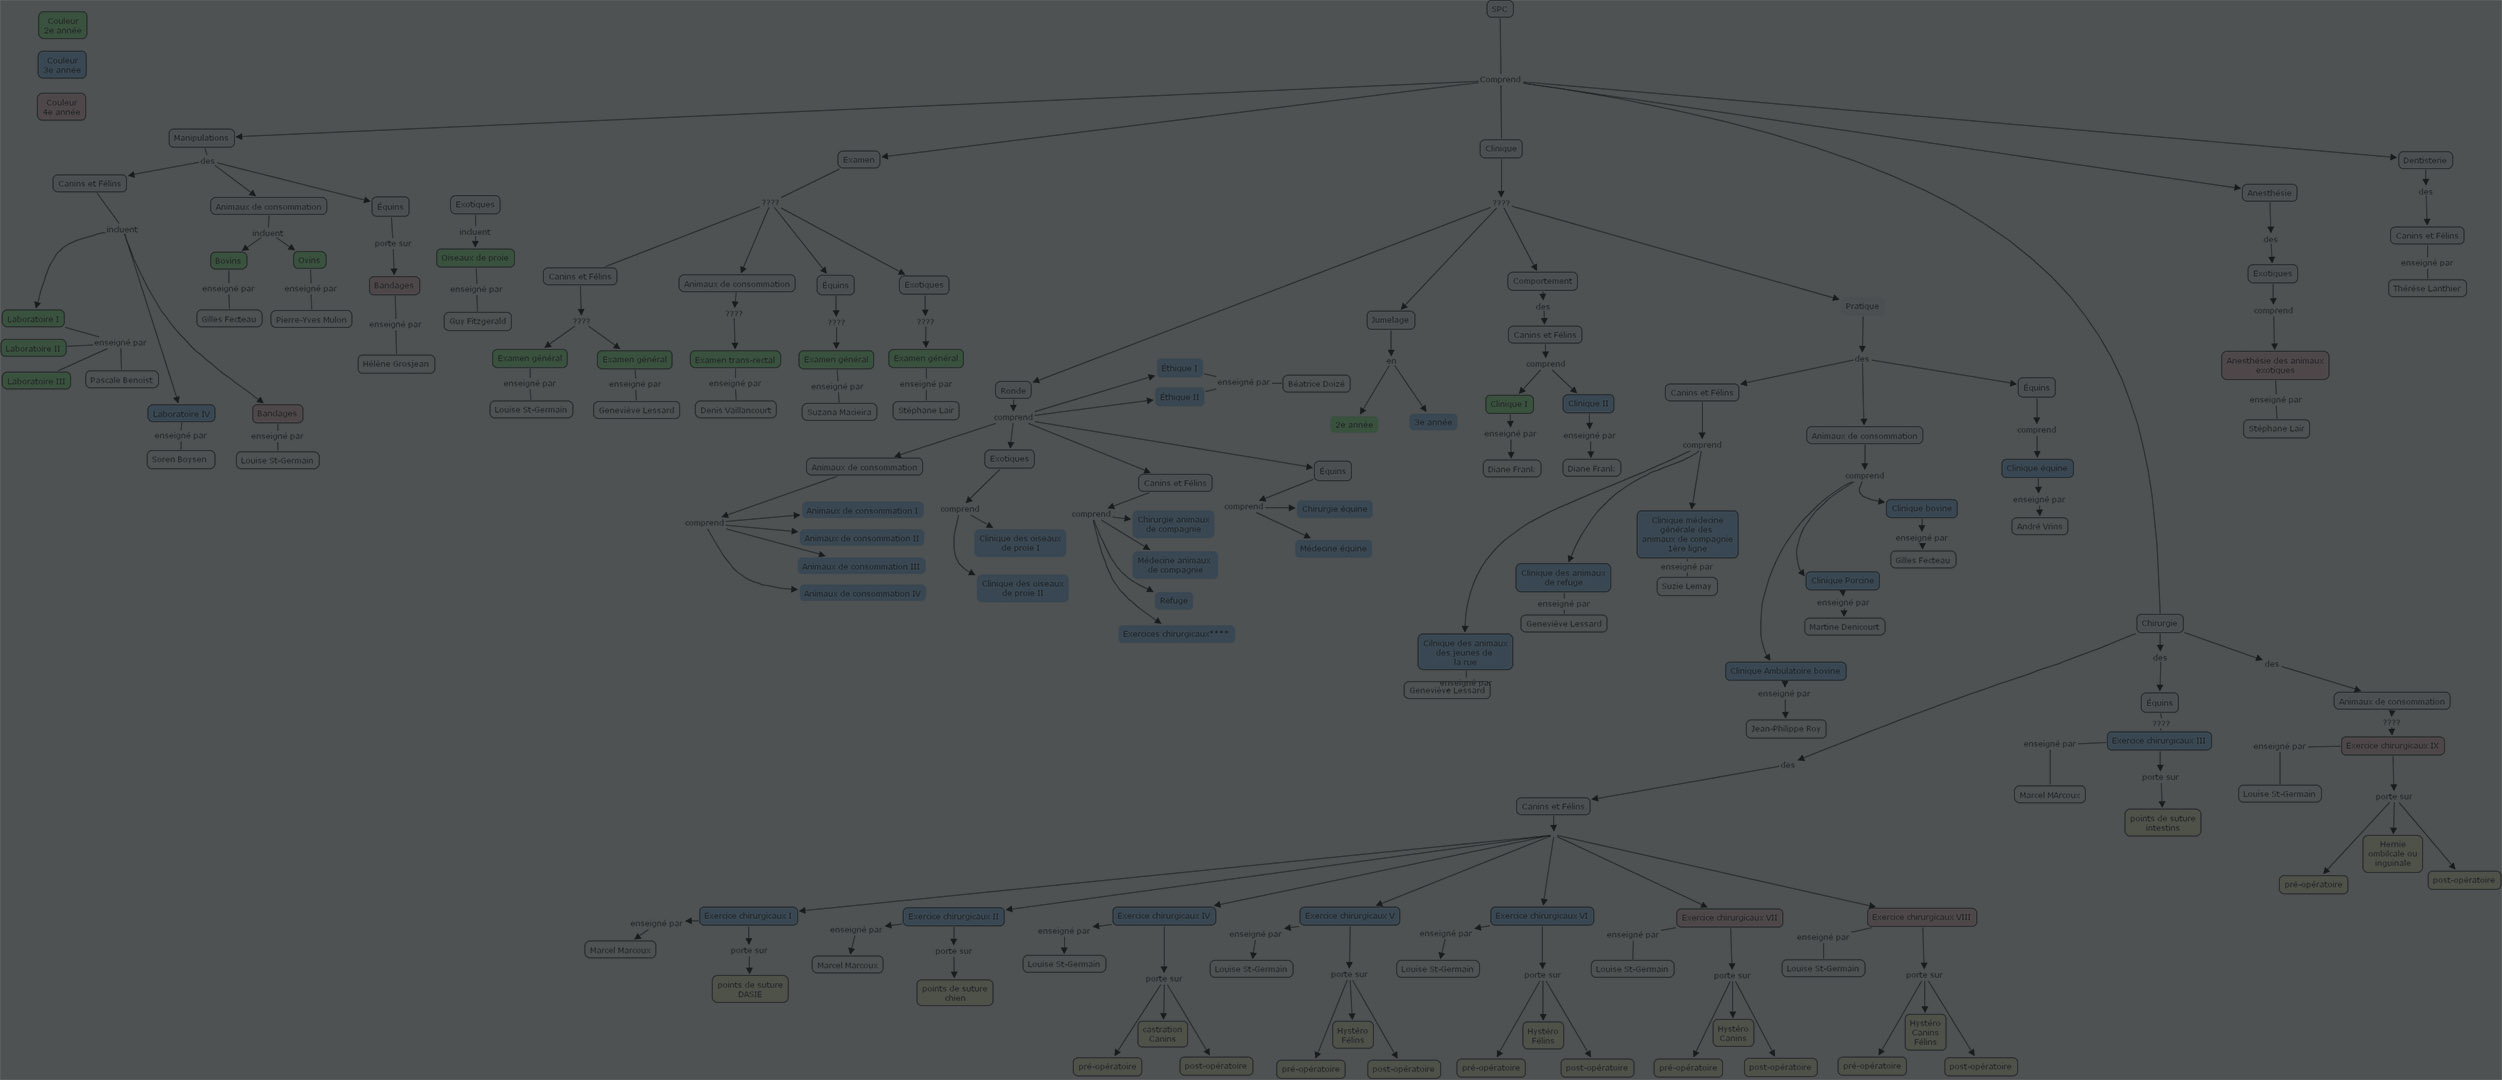 SPC
Couleur
2e année
Couleur
3e année
Couleur
4e année
Comprend
Manipulations
Examen
Clinique
Dentisterie
Anesthésie
des
Canins et Félins
Animaux de consommation
Équins
incluent
incluent
porte sur
Bovins
Oxins
Bandages
enseigné par
enseigné par
enseigné par
Gilles Fecteau
Pierre-Yves Mulon
Hélène Grosjean
Laboratoire I
Laboratoire II
Laboratoire III
enseigné par
Pascale Benoist
Laboratoire IV
enseigné par
Soren Boysen
Bandages
enseigné par
Louise St-Germain
Exotiques
incluent
Oiseaux de proie
enseigné par
Guy Fitzgerald
????
Canins et Félins
Animaux de consommation
Équins
Exotiques
????
????
????
????
Examen général
Examen général
Examen trans-rectal
Examen général
Examen général
enseigné par
enseigné par
enseigné par
enseigné par
enseigné par
Louise St-Germain
Geneviève Lessard
Denis Vaillancourt
Suzana Macieira
Stéphane Lair
????
Ronde
comprend
Éthique I
Éthique II
enseigné par
Béatrice Doizé
Animaux de consommation
comprend
Animaux de consommation I
Animaux de consommation II
Animaux de consommation III
Animaux de consommation IV
Exotiques
comprend
Clinique des oiseaux
de proie I
Clinique des oiseaux
de proie II
Canins et Félins
comprend
Chirurgie animaux
de compagnie
Médecine animaux
de compagnie
Refuge
Exercices chirurgicaux****
Équins
comprend
Chirurgie équine
Médecine équine
Jumelage
en
2e année
3e année
Comportement
des
Canins et Félins
comprend
Clinique I
Clinique II
enseigné par
enseigné par
Diane Franl.
Diane Franl.
Pratique
des
Canins et Félins
comprend
Clinique médecine
générale des
animaux de compagnie
1ère ligne
enseigné par
Suzie Lemay
Clinique des animaux
de refuge
enseigné par
Geneviève Lessard
Cilnique des animaux
des jeunes de
la rue
enseigné par
Geneviève Lessard
Animaux de consommation
comprend
Clinique bosine
enseigné par
Gilles Fecteau
Clinique Porcine
enseigné par
Martine Denicourt
Clinique Ambulatoire bovine
enseigné par
Jean-Philippe Roy
Équins
comprend
Clinique équine
enseigné par
André Vrins
des
Exotiques
comprend
Anesthésie des animaux
exotiques
enseigné par
Stéphane Lair
des
Canins et Félins
enseigné par
Thérèse Lanthier
Chirurgie
des
des
des
Équins
????
Exercice chirurgicaux III
enseigné par
Marcel MArcoux
porte sur
points de suture
intestins
Animaux de consommation
????
Exercice chirurgicaux IX
enseigné par
Louise St-Germain
porte sur
pré-opératoire
Hernie
ombilcale ou
inguinale
post-opératoire
Canins et Félins
Exercice chirurgicaux I
enseigné par
Marcel Marcoux
porte sur
points de suture
DASIE
Exercice chirurgicaux II
enseigné par
Marcel Marcoux
porte sur
points de suture
chien
Exercice chirurgicaux IV
enseigné par
Louise St-Germain
porte sur
castration
Canins
pré-opératoire
post-opératoire
Exercice chirurgicaux V
enseigné par
Louise St-Germain
porte sur
Hystéro
Félins
pré-opératoire
post-opératoire
Exercice chirurgicaux VI
enseigné par
Louise St-Germain
porte sur
Hystéro
Félins
pré-opératoire
post-opératoire
Exercice chirurgicaux VII
enseigné par
Louise St-Germain
porte sur
Hystéro
Canins
pré-opératoire
post-opératoire
Exercice chirurgicaux VIII
enseigné par
Louise St-Germain
porte sur
Hystéro
Canins
Félins
pré-opératoire
post-opératoire